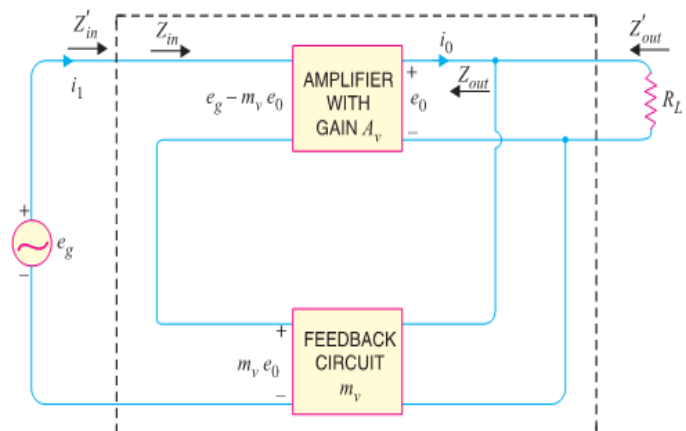 Z'in
Zin
i0
Z'out
i1
eg – mv e0
AMPLIFIER
WITH
GAIN Av
+
e0
–
Zout
RL
+
eg
–
+
mv e0
–
FEEDBACK
CIRCUIT
mv